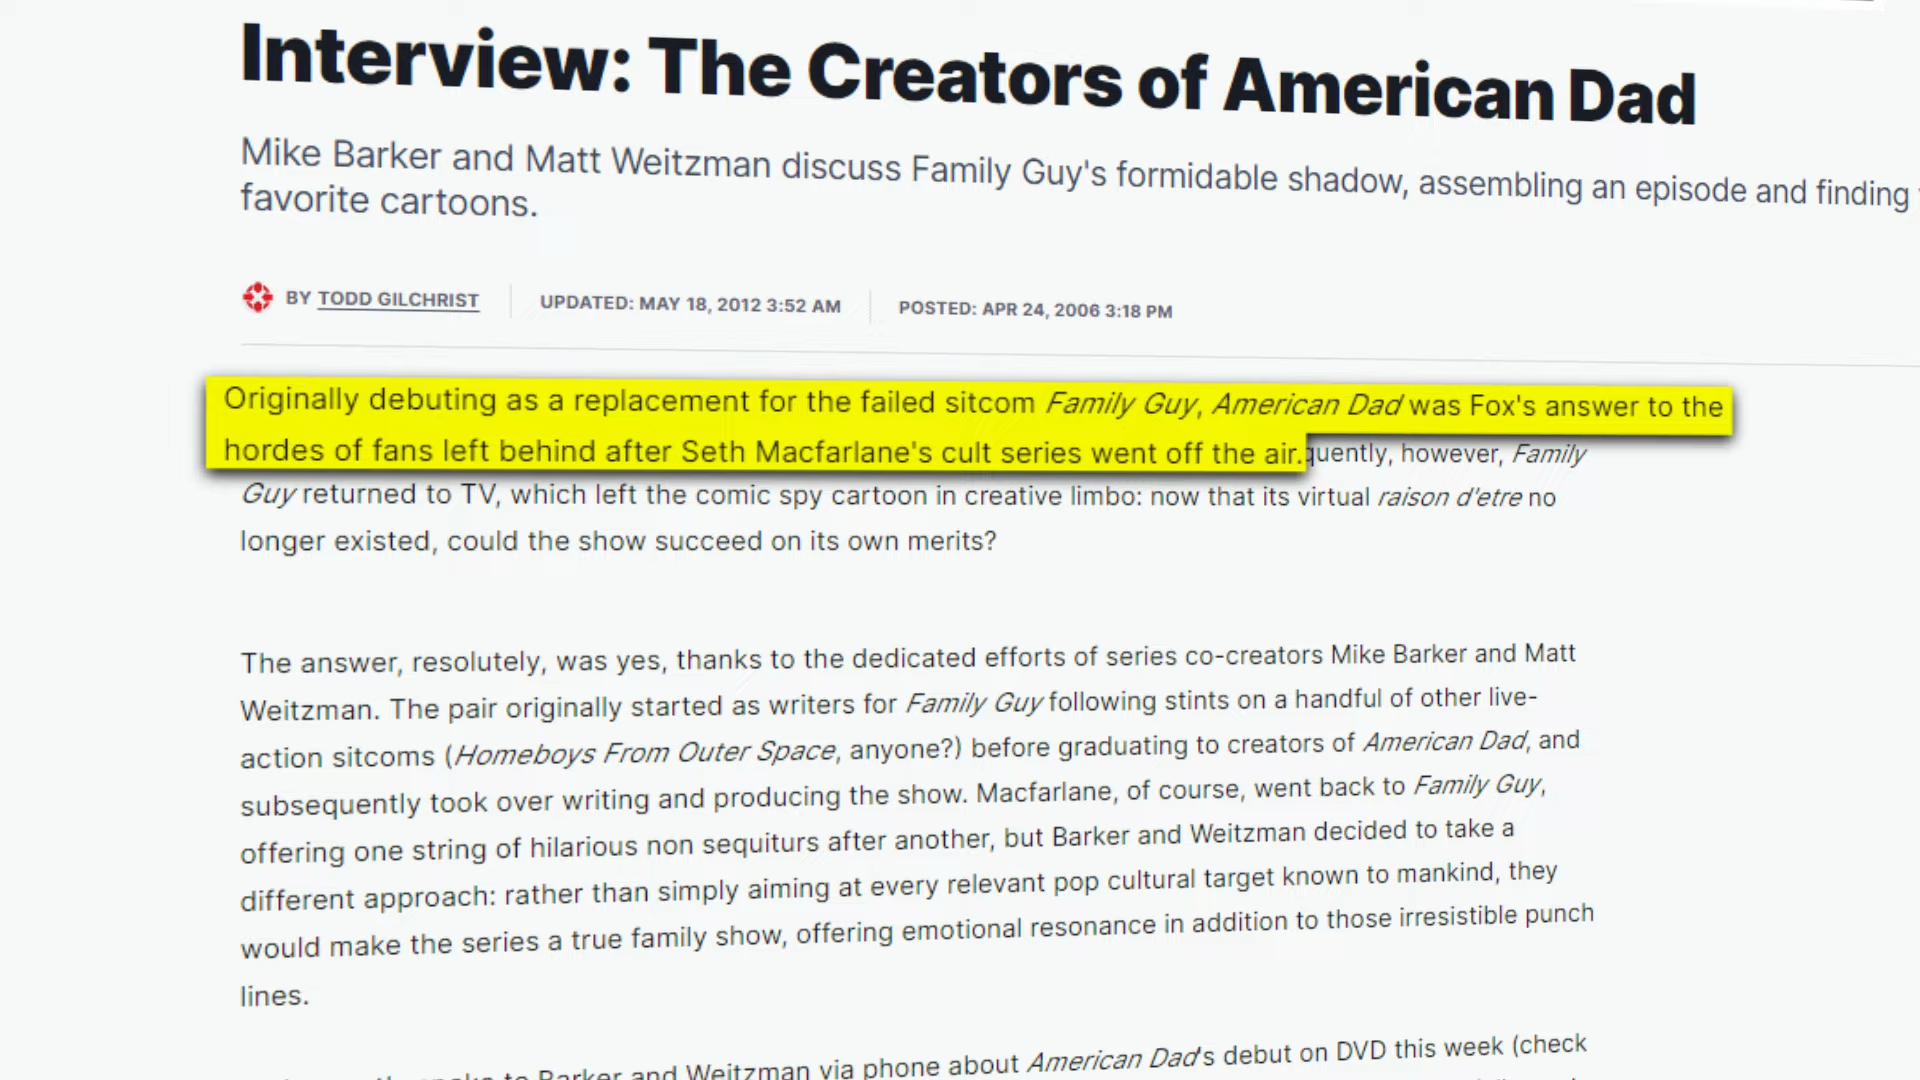 Interview: The Creators of American Dad
Mike Barker and Matt Weitzman discuss Family Guy's formidable shadow, assembling an episode and finding
favorite cartoons.
BY TODD GILCHRIST UPDATED: MAY 18, 2012 3:52 AM POSTED: APR 24, 2006 3:18 PM
Originally debuting as a replacement for the failed sitcom Family Guy, American Dad was Fox's answer to the
hordes of fans left behind after Seth Macfarlane's cult series went off the air.quently, however, Family
Guy returned to TV, which left the comic spy cartoon in creative limbo: now that its virtual raison d'etre no
longer existed, could the show succeed on its own merits?
The answer, resolutely, was yes, thanks to the dedicated efforts of series co-creators Mike Barker and Matt
Weitzman. The pair originally started as writers for Family Guy following stints on a handful of other live-
action sitcoms (Homeboys From Outer Space, anyone?) before graduating to creators of American Dad, and
subsequently took over writing and producing the show. Macfarlane, of course, went back to Family Guy,
offering one string of hilarious non sequiturs after another, but Barker and Weitzman decided to take a
different approach: rather than simply aiming at every relevant pop cultural target known to mankind, they
would make the series a true family show, offering emotional resonance in addition to those irresistible punch
lines.
to Barker and Weitzman via phone about American Dad's debut on DVD this week (check